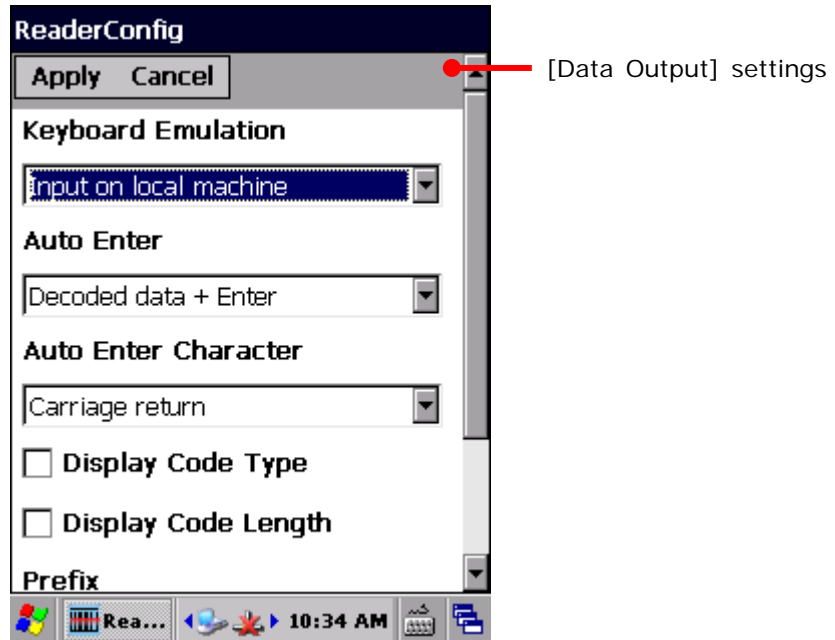 ReaderConfig
Apply Cancel
[Data Output] settings
Keyboard Emulation
Input on local machine
Auto Enter
Decoded data + Enter
Auto Enter Character
Carriage return
Display Code Type
Display Code Length
Prefix
Rea... 10:34 AM